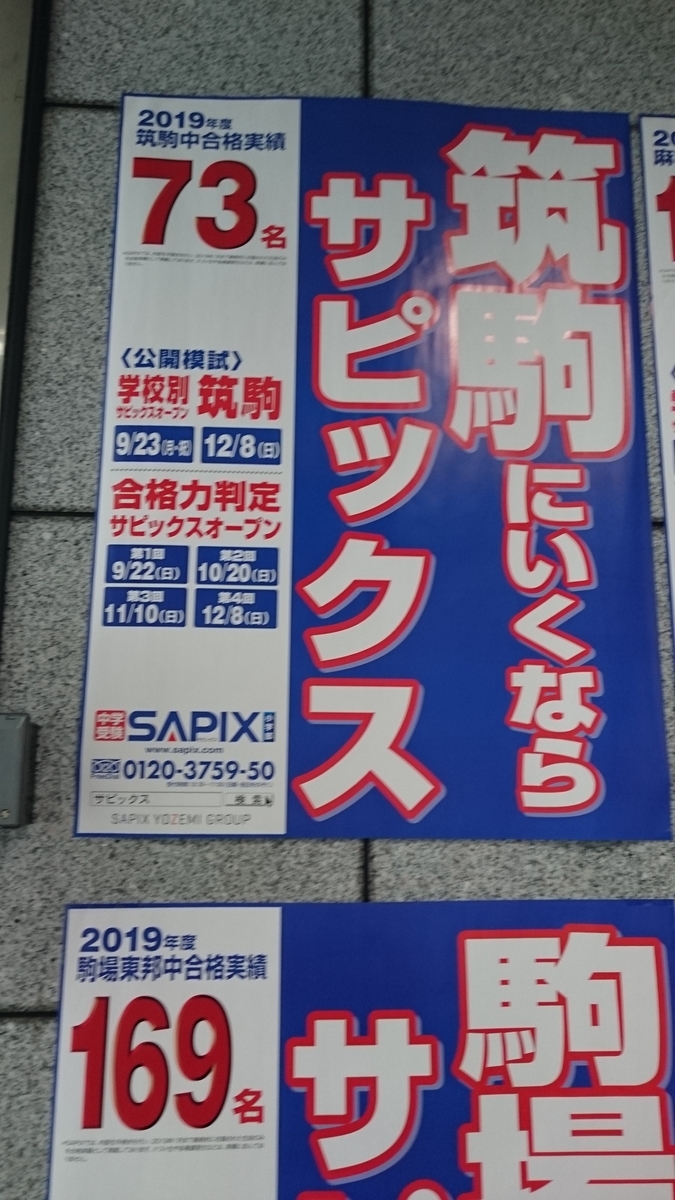 2019年度
筑駒中合格実績
73名
〈公開模試〉
学校別
サピックスオープン
筑駒
9/23(月・祝)
12/8(日)
合格力判定
サピックスオープン
第1回
9/22(日)
第2回
10/20(日)
第3回
11/10(日)
第4回
12/8(日)
中学
受験
SAPIX
小学部
www.sapix.com
0120-3759-50
サピックス
検索
SAPIX YOZEMI GROUP
筑駒にいくなら
サピックス
2019年度
駒場東邦中合格実績
169名
駒場
サ